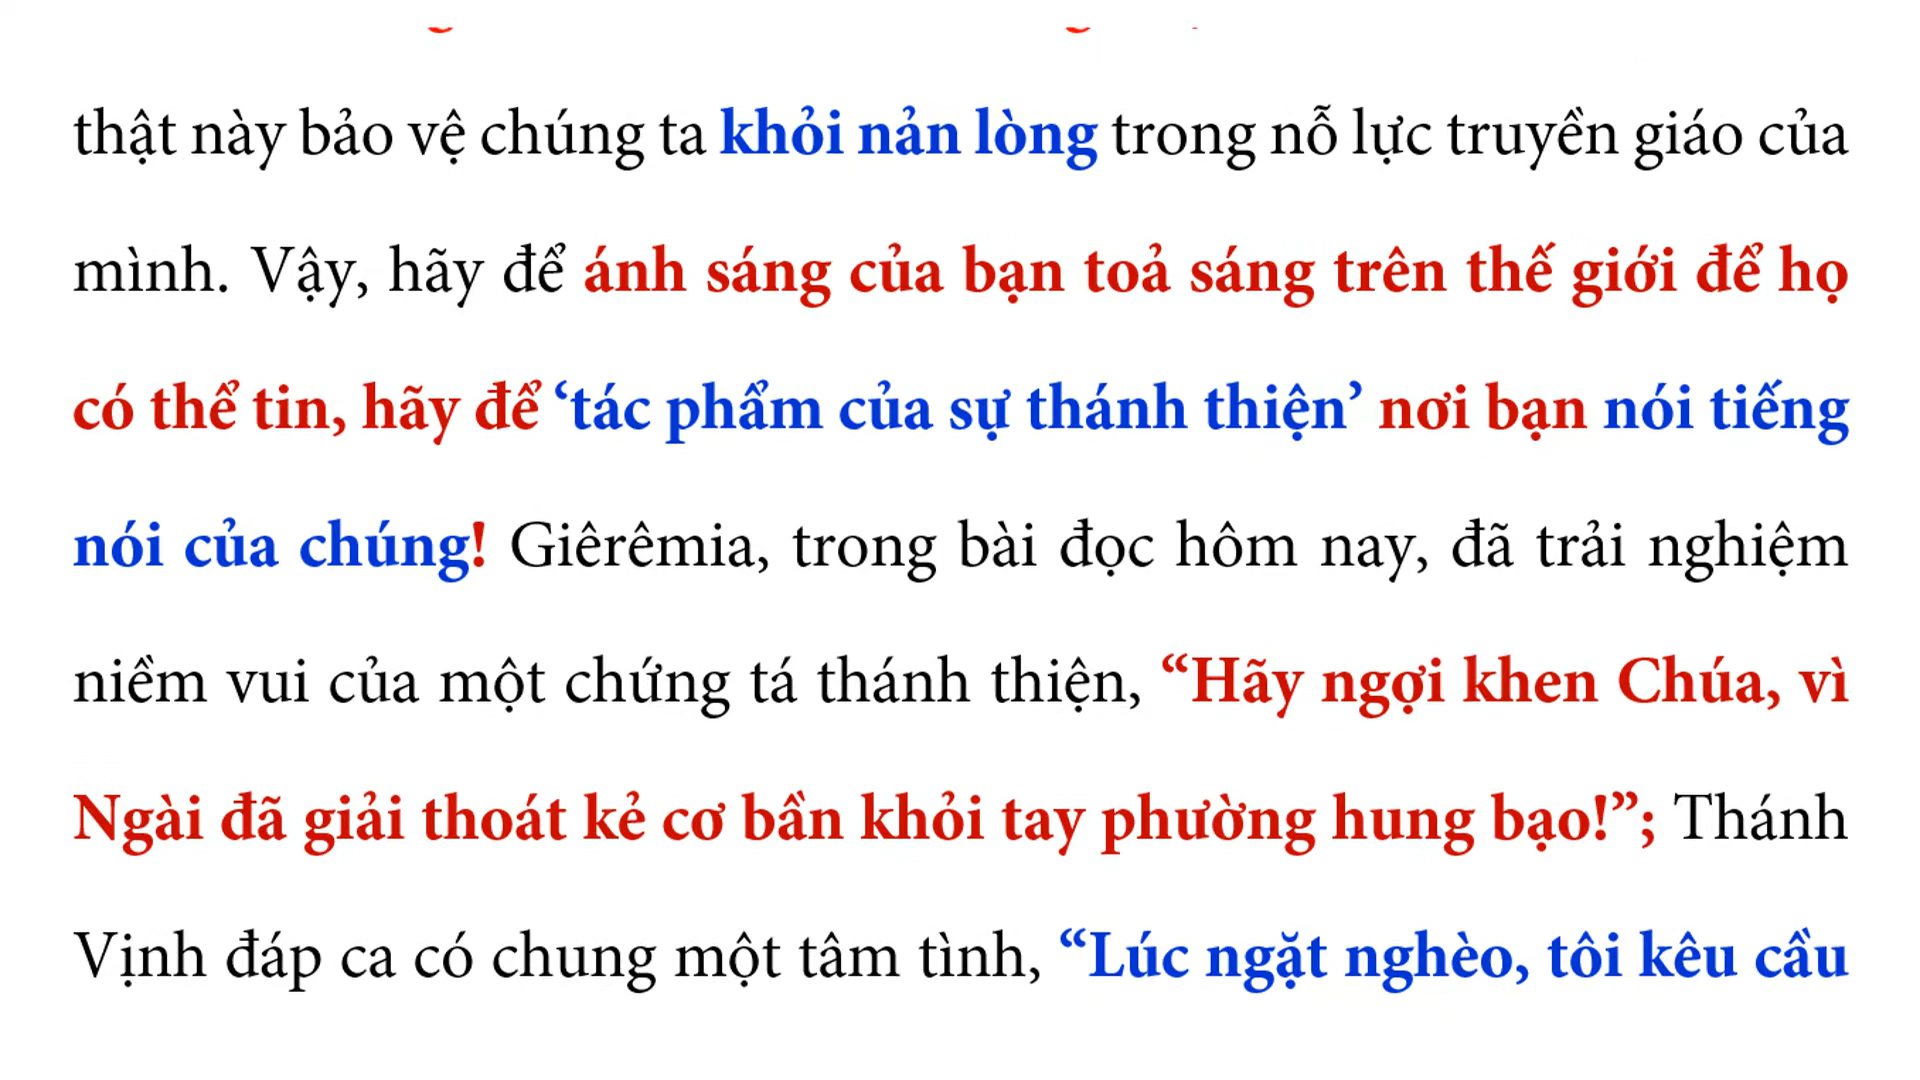 thật này bảo vệ chúng ta khỏi nản lòng trong nỗ lực truyền giáo của
mình. Vậy, hãy để ánh sáng của bạn toả sáng trên thế giới để họ
có thể tin, hãy để ‘tác phẩm của sự thánh thiện’ nơi bạn nói tiếng
nói của chúng! Giêrêmia, trong bài đọc hôm nay, đã trải nghiệm
niềm vui của một chứng tá thánh thiện, “Hãy ngợi khen Chúa, vì
Ngài đã giải thoát kẻ cơ bần khỏi tay phường hung bạo!”; Thánh
Vịnh đáp ca có chung một tâm tình, “Lúc ngặt nghèo, tôi kêu cầu